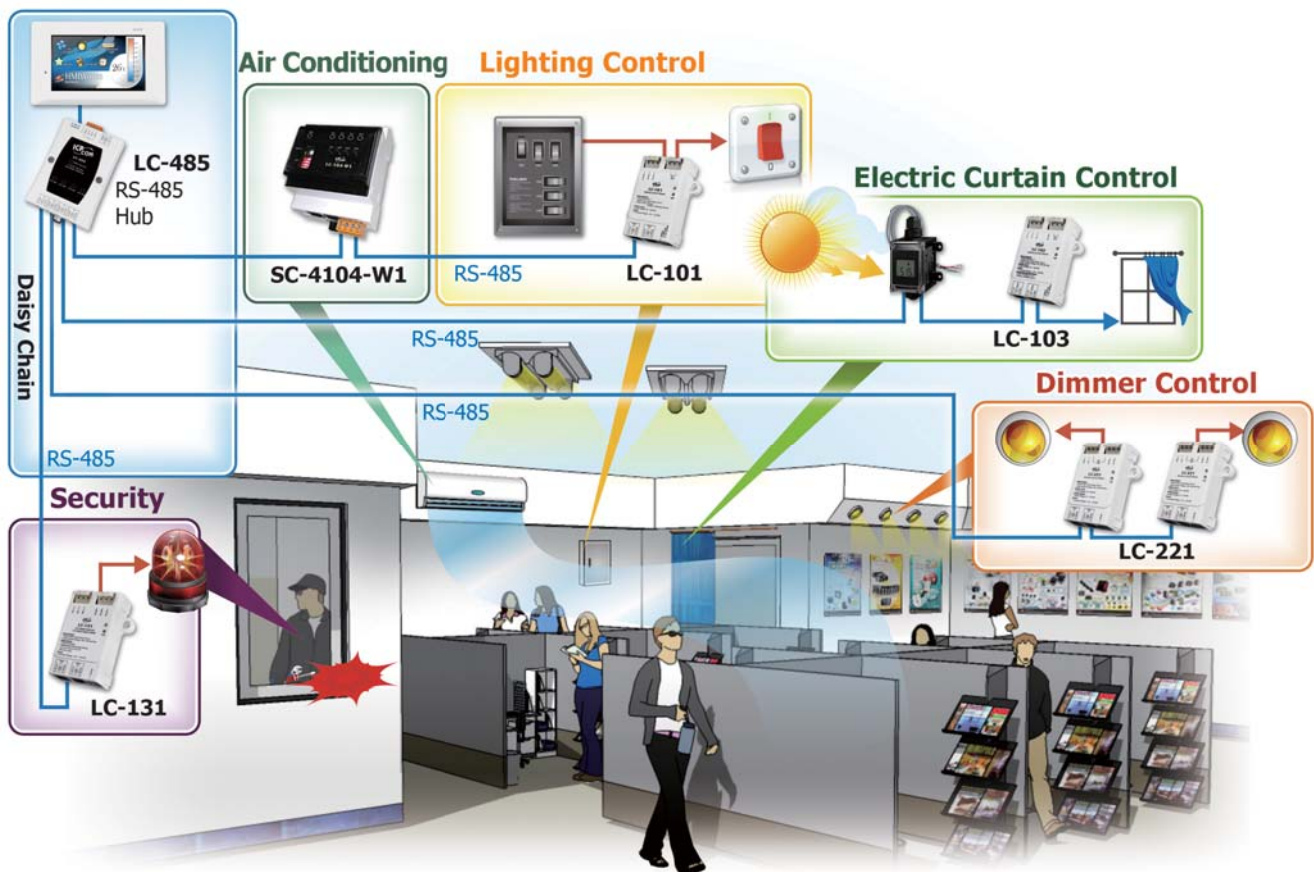 Air Conditioning
Lighting Control
LC-485
RS-485
Hub
SC-4104-W1
RS-485
LC-101
Electric Curtain Control
LC-103
Daisy Chain
RS-485
RS-485
RS-485
Dimmer Control
LC-221
Security
LC-131